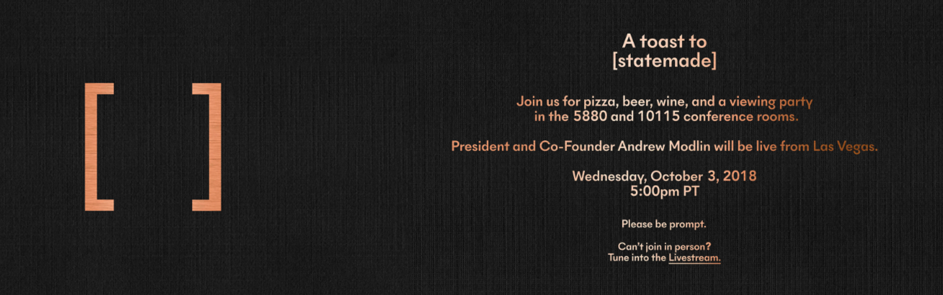 [ ]
A toast to
[statemade]
Join us for pizza, beer, wine, and a viewing party
in the 5880 and 10115 conference rooms.
President and Co-Founder Andrew Modlin will be live from Las Vegas.
Wednesday, October 3, 2018
5:00pm PT
Please be prompt.
Can't join in person?
Tune into the Livestream.